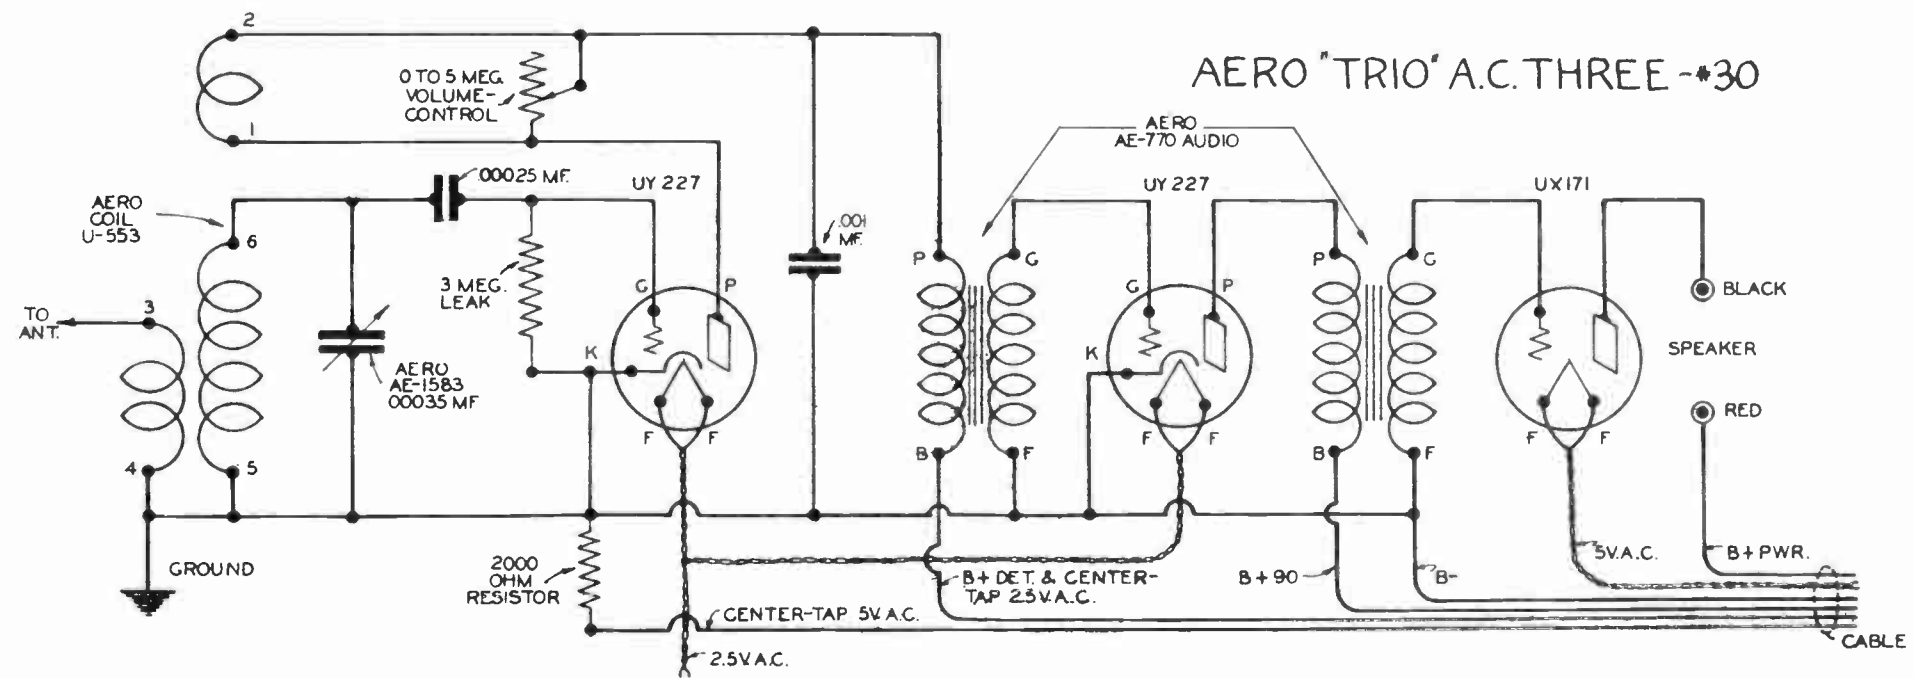 AERO "TRIO" A.C. THREE - #30
2
0 TO 5 MEG.
VOLUME-
CONTROL
1
AERO
AE-770 AUDIO
.00025 MF.
UY 227
UY 227
UX171
AERO
COIL
U-553
6
.001
MF.
P
G
P
G
3 MEG.
LEAK
G
P
G
P
BLACK
3
TO
ANT.
K
K
SPEAKER
AERO
AE-1583
.00035 MF
RED
F
F
F
F
F
F
4
5
B
F
B
F
GROUND
2000
OHM
RESISTOR
B+ DET. & CENTER-
TAP 2.5V.A.C.
B+90
B-
5V.A.C.
B+ PWR.
CENTER-TAP 5V.A.C.
CABLE
2.5V.A.C.